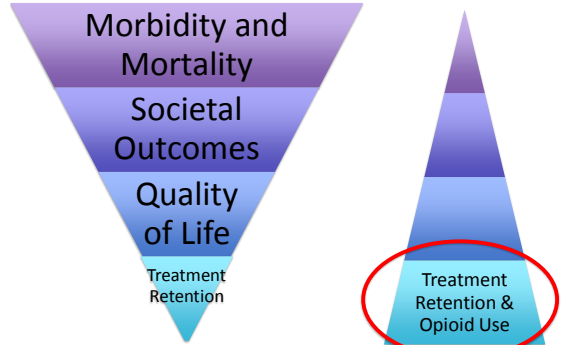 Morbidity and
Mortality
Societal
Outcomes
Quality
of Life
Treatment
Retention
Treatment
Retention &
Opioid Use